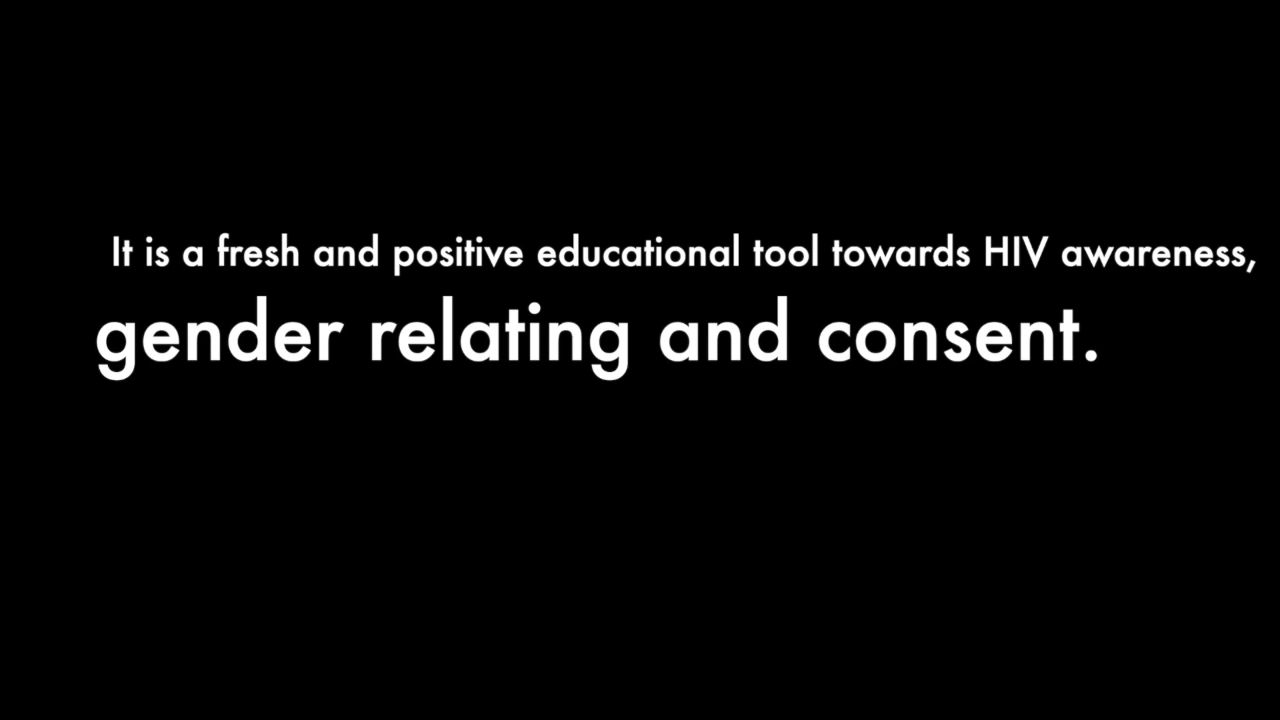 It is a fresh and positive educational tool towards HIV awareness,
gender relating and consent.